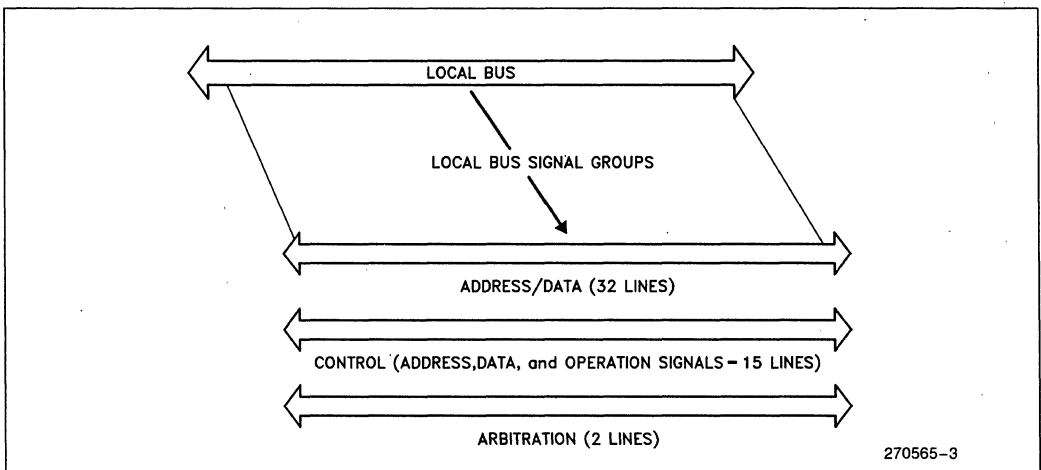 LOCAL BUS
LOCAL BUS SIGNAL GROUPS
ADDRESS/DATA (32 LINES)
CONTROL (ADDRESS,DATA, and OPERATION SIGNALS - 15 LINES)
ARBITRATION (2 LINES)
270565-3